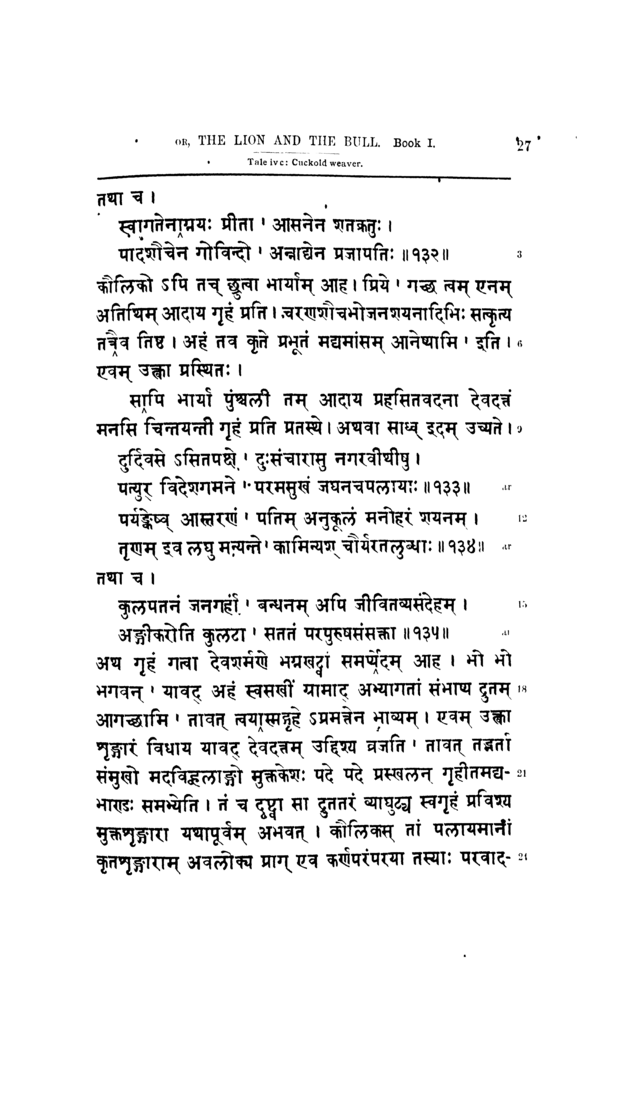 OR, THE LION AND THE BULL. Book I. 27
Tale ivc: Cuckold weaver.
तथा च ।
स्वागतेनाग्नयः प्रीता ' आसनेन शतक्रतुः ।
पादशौचेन गोविन्दो ' अन्नाद्येन प्रजापतिः ॥१३२॥ 3
कौलिको ऽपि तच् छ्रुत्वा भार्याम् आह । प्रिये ' गच्छ त्वम् एनम्
अतिथिम् आदाय गृहं प्रति । चरणशौचभोजनशयनादिभिः सत्कृत्य
तत्रैव तिष्ठ । अहं तव कृते प्रभूतं मद्यमांसम् आनेष्यामि ' इति । 6
एवम् उक्त्वा प्रस्थितः ।
सापि भार्या पुंश्चली तम् आदाय प्रहसितवदना देवदत्तं
मनसि चिन्तयन्ती गृहं प्रति प्रतस्थे । अथवा साध्व् इदम् उच्यते । 9
दुर्दिवसे ऽसितपक्षे ' दुःसंचारासु नगरवीथीषु ।
पत्युर् विदेशगमने ' परमसुखं जघनचपलायाः ॥१३३॥ ar
पर्यङ्केष्व् आस्तरणं ' पतिम् अनुकूलं मनोहरं शयनम् । 12
तृणम् इव लघु मन्यन्ते ' कामिन्यश् चौर्यरतलुब्धाः ॥१३४॥ ar
तथा च ।
कुलपतनं जनगर्हां ' बन्धनम् अपि जीवितव्यसंदेहम् । 15
अङ्गीकरोति कुलटा ' सततं परपुरुषसंसक्ता ॥१३५॥ ar
अथ गृहं गत्वा देवशर्मणे भग्नखट्वां समर्प्येदम् आह । भो भो
भगवन् ' यावद् अहं स्वसखीं ग्रामाद् अभ्यागतां संभाष्य द्रुतम् 18
आगच्छामि ' तावत् त्वयास्मद्गृहे ऽप्रमत्तेन भाव्यम् । एवम् उक्त्वा
शृङ्गारं विधाय यावद् देवदत्तम् उद्दिश्य व्रजति ' तावत् तद्भर्ता
संमुखो मदविह्वलाङ्गो मुक्तकेशः पदे पदे प्रस्खलन् गृहीतमद्य- 21
भाण्डः समभ्येति । तं च दृष्ट्वा सा द्रुततरं व्याघुट्य स्वगृहं प्रविश्य
मुक्तशृङ्गारा यथापूर्वम् अभवत् । कौलिकस् तां पलायमानां
कृतशृङ्गाराम् अवलोक्य प्राग् एव कर्णपरंपरया तस्याः परवाद- 24